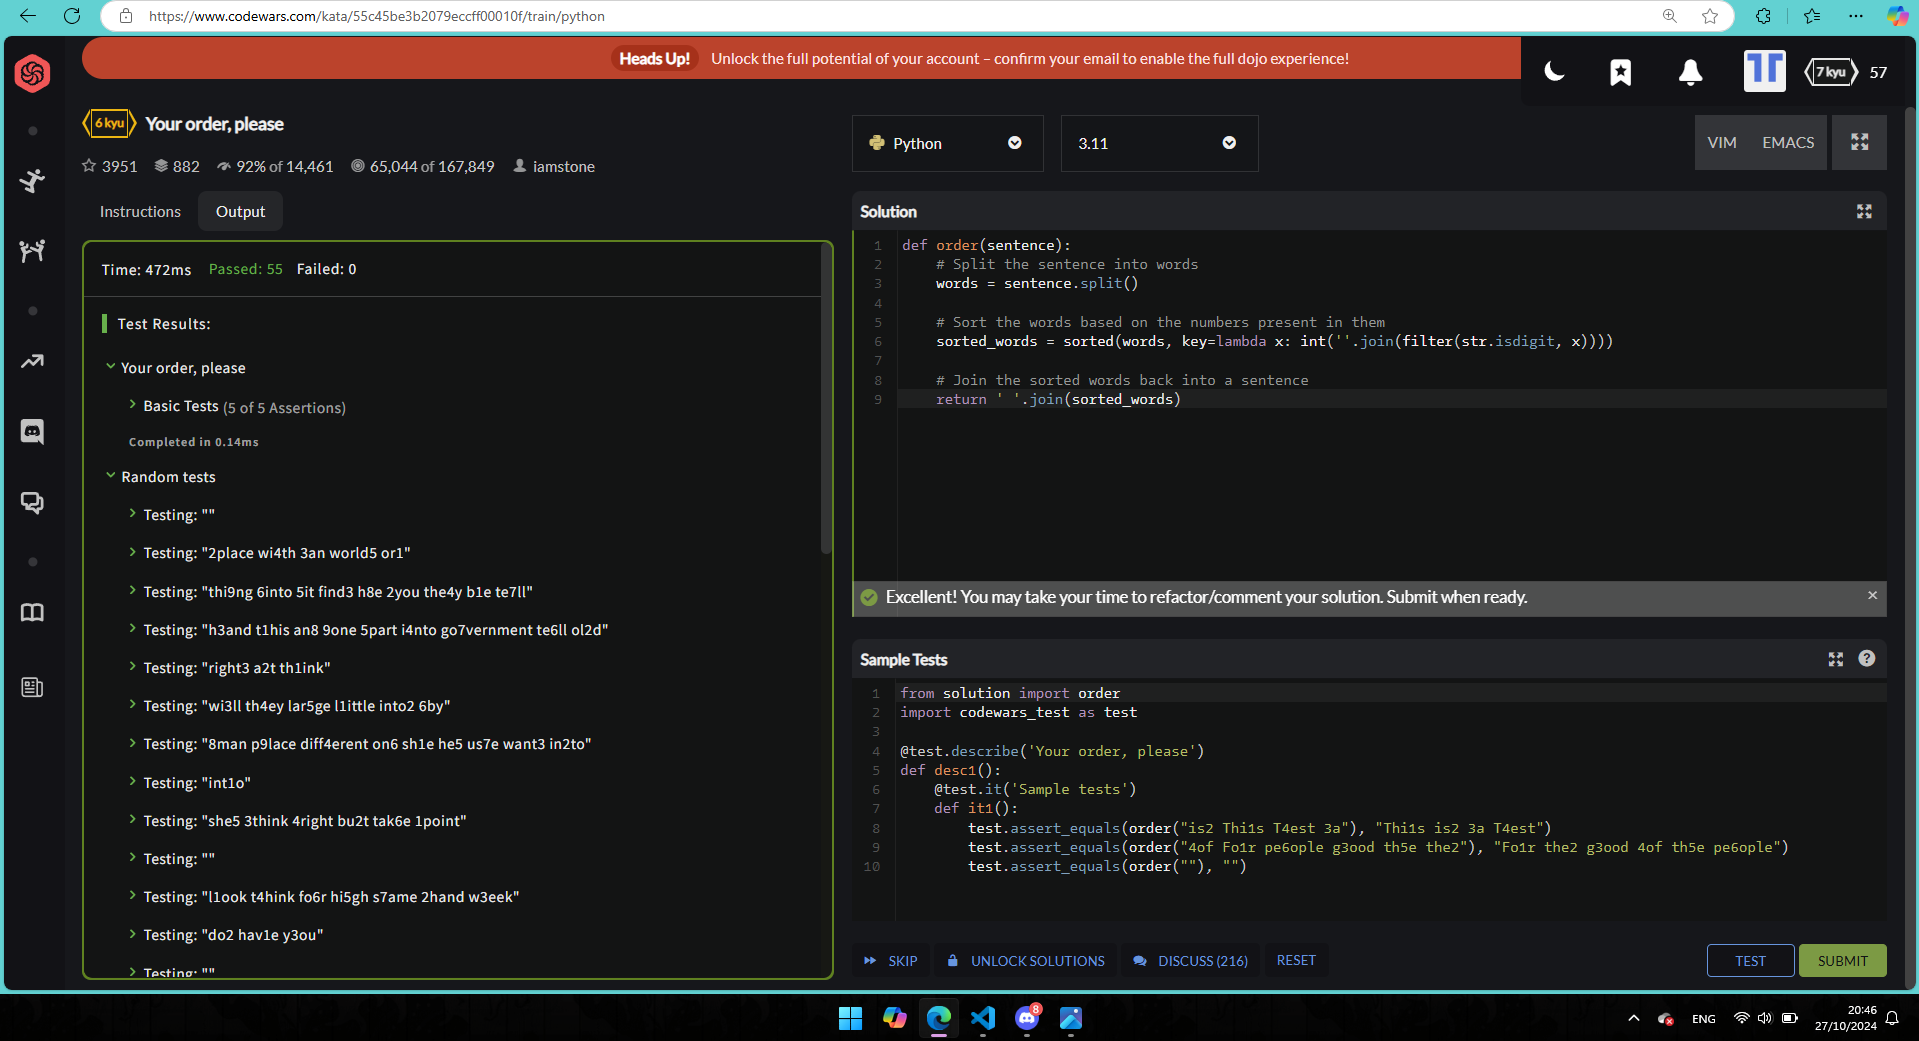 https://www.codewars.com/kata/55c45be3b2079eccff00010f/train/python
Heads Up! Unlock the full potential of your account – confirm your email to enable the full dojo experience!
7 kyu 57
6 kyu Your order, please
3951 882 92% of 14,461 65,044 of 167,849 iamstone
Instructions Output
Time: 472ms Passed: 55 Failed: 0
Test Results:
Your order, please
Basic Tests (5 of 5 Assertions)
Completed in 0.14ms
Random tests
Testing: ""
Testing: "2place wi4th 3an world5 or1"
Testing: "thi9ng 6into 5it find3 h8e 2you the4y b1e te7ll"
Testing: "h3and t1his an8 9one 5part i4nto go7vernment te6ll ol2d"
Testing: "right3 a2t th1ink"
Testing: "wi3ll th4ey lar5ge l1ittle into2 6by"
Testing: "8man p9lace diff4erent on6 sh1e he5 us7e want3 in2to"
Testing: "int1o"
Testing: "she5 3think 4right bu2t tak6e 1point"
Testing: ""
Testing: "l1ook t4hink fo6r hi5gh s7ame 2hand w3eek"
Testing: "do2 hav1e y3ou"
Testing: ""
Python 3.11 VIM EMACS
Solution
1 def order(sentence):
2 # Split the sentence into words
3 words = sentence.split()
4
5 # Sort the words based on the numbers present in them
6 sorted_words = sorted(words, key=lambda x: int(''.join(filter(str.isdigit, x))))
7
8 # Join the sorted words back into a sentence
9 return ' '.join(sorted_words)
Excellent! You may take your time to refactor/comment your solution. Submit when ready.
Sample Tests
1 from solution import order
2 import codewars_test as test
3
4 @test.describe('Your order, please')
5 def desc1():
6 @test.it('Sample tests')
7 def it1():
8 test.assert_equals(order("is2 Thi1s T4est 3a"), "Thi1s is2 3a T4est")
9 test.assert_equals(order("4of Fo1r pe6ople g3ood th5e the2"), "Fo1r the2 g3ood 4of th5e pe6ople")
10 test.assert_equals(order(""), "")
SKIP UNLOCK SOLUTIONS DISCUSS (216) RESET TEST SUBMIT
8
ENG
20:46
27/10/2024